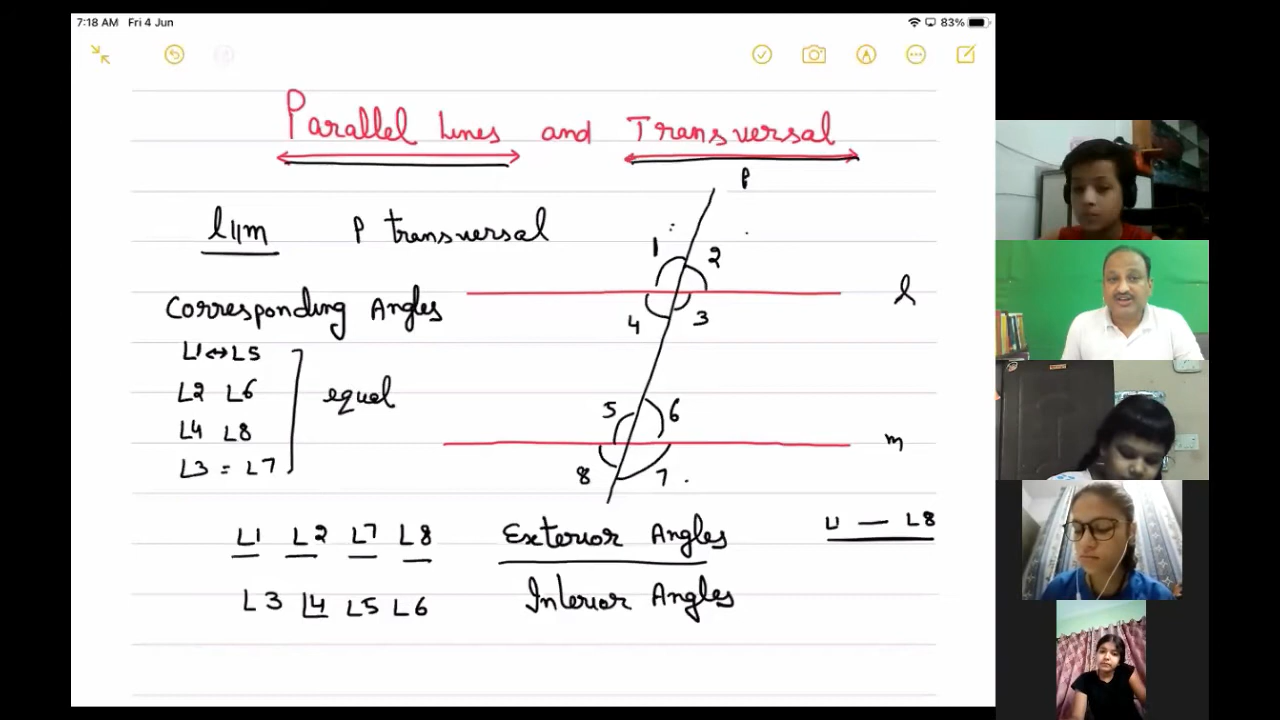 7:18 AM Fri 4 Jun
83%
Parallel Lines and Transversal
P
l || m P transversal
1 2
Corresponding Angles
l
4 3
∠1 ↔ ∠5
∠2 ∠6
equal
5 6
∠4 ∠8
m
∠3 = ∠7
8 7
∠1 ∠2 ∠7 ∠8 Exterior Angles
∠1 — ∠8
∠3 ∠4 ∠5 ∠6 Interior Angles